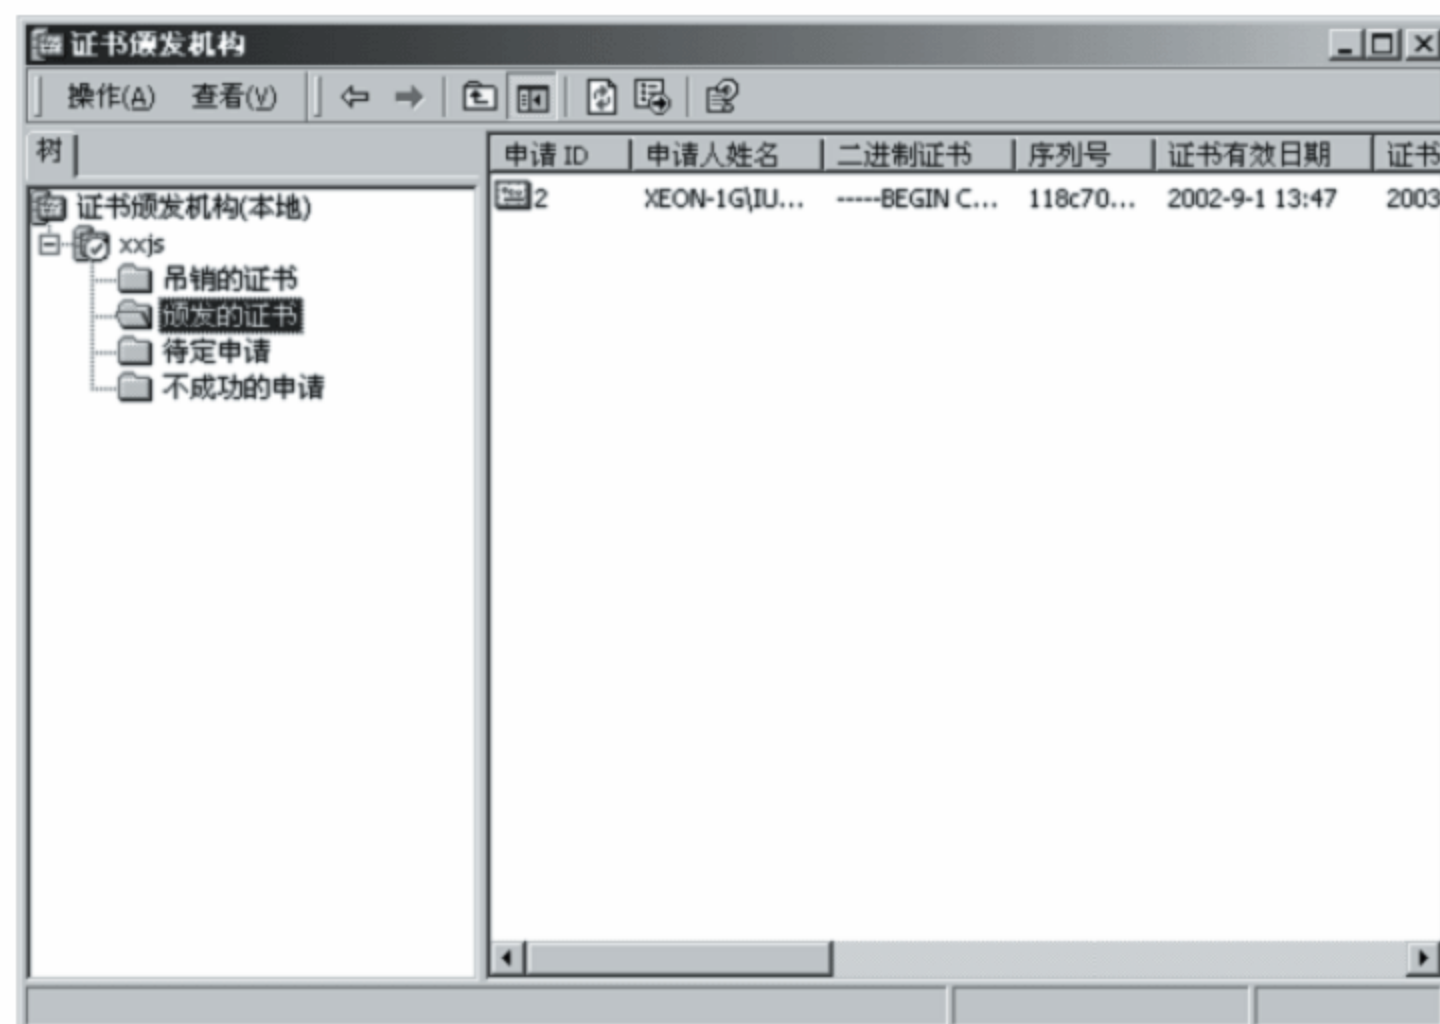 证书颁发机构
操作(A) 查看(V)
树
证书颁发机构(本地)
xxjs
吊销的证书
颁发的证书
待定申请
不成功的申请
申请 ID 申请人姓名 二进制证书 序列号 证书有效日期 证书
2 XEON-1G\IU... -----BEGIN C... 118c70... 2002-9-1 13:47 2003